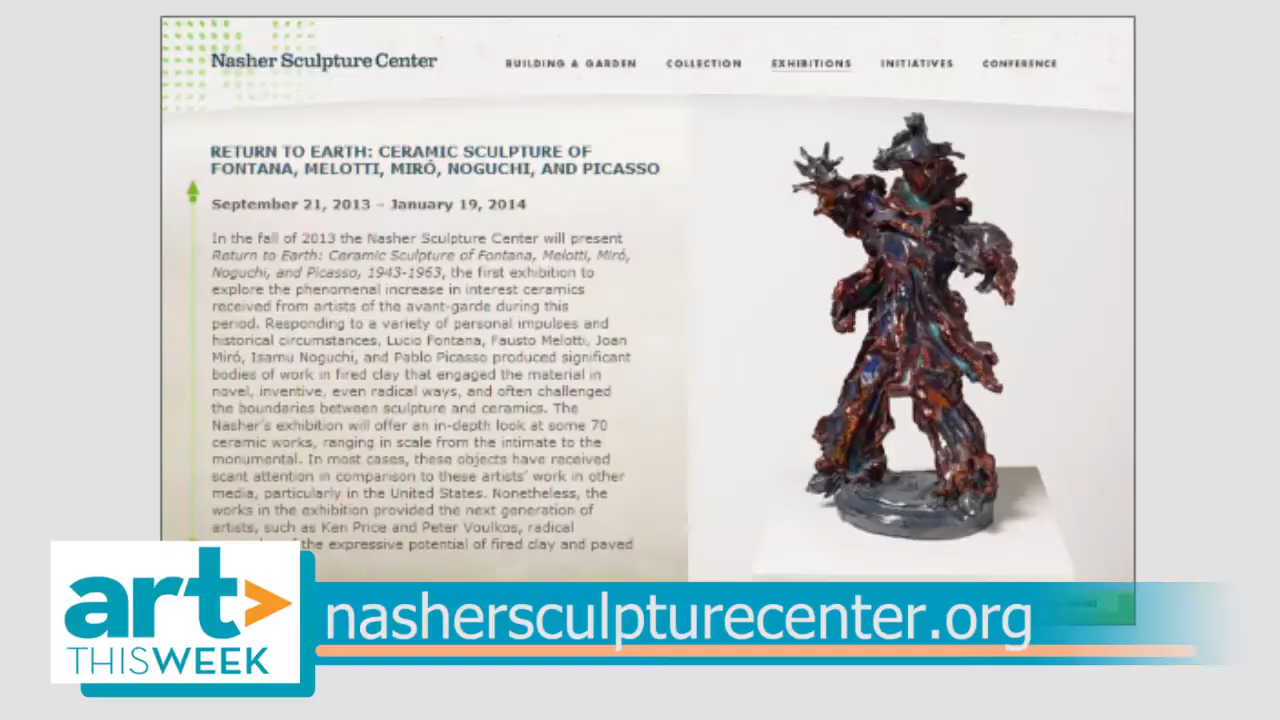 Nasher Sculpture Center
BUILDING & GARDEN COLLECTION EXHIBITIONS INITIATIVES CONFERENCE
RETURN TO EARTH: CERAMIC SCULPTURE OF
FONTANA, MELOTTI, MIRÓ, NOGUCHI, AND PICASSO
September 21, 2013 – January 19, 2014
In the fall of 2013 the Nasher Sculpture Center will present
Return to Earth: Ceramic Sculpture of Fontana, Melotti, Miró,
Noguchi, and Picasso, 1943-1963, the first exhibition to
explore the phenomenal increase in interest ceramics
received from artists of the avant-garde during this
period. Responding to a variety of personal impulses and
historical circumstances, Lucio Fontana, Fausto Melotti, Joan
Miró, Isamu Noguchi, and Pablo Picasso produced significant
bodies of work in fired clay that engaged the material in
novel, inventive, even radical ways, and often challenged
the boundaries between sculpture and ceramics. The
Nasher's exhibition will offer an in-depth look at some 70
ceramic works, ranging in scale from the intimate to the
monumental. In most cases, these objects have received
scant attention in comparison to these artists' work in other
media, particularly in the United States. Nonetheless, the
works in the exhibition provided the next generation of
artists, such as Ken Price and Peter Voulkos, radical
the expressive potential of fired clay and paved
art>
THISWEEK
nashersculpturecenter.org